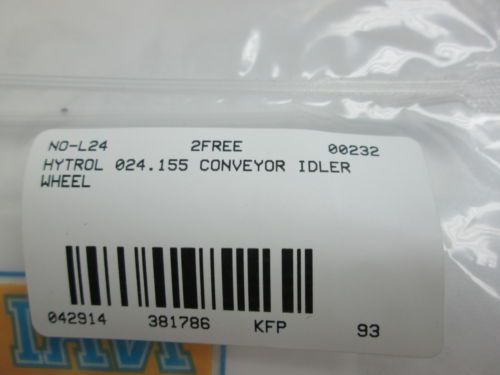 NO-L24 2FREE 00232
HYTROL 024.155 CONVEYOR IDLER
WHEEL
042914 381786 KFP 93